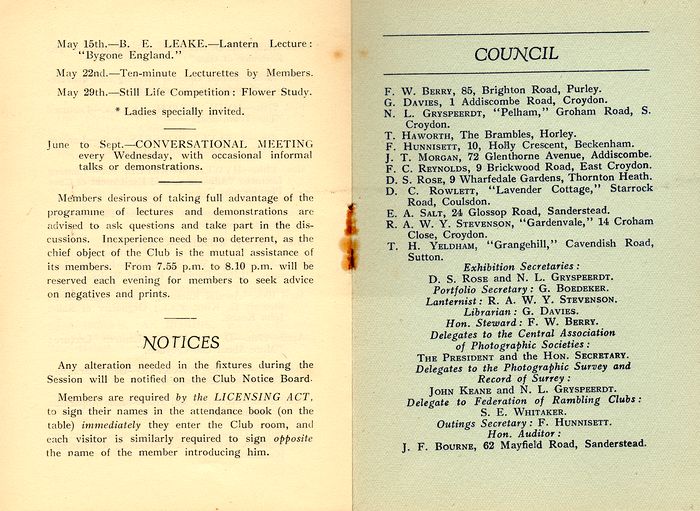 May 15th.—B. E. LEAKE.—Lantern Lecture:
"Bygone England."
May 22nd.—Ten-minute Lecturettes by Members.
May 29th.—Still Life Competition: Flower Study.
* Ladies specially invited.
June to Sept.—CONVERSATIONAL MEETING
every Wednesday, with occasional informal
talks or demonstrations.
Members desirous of taking full advantage of the
programme of lectures and demonstrations are
advised to ask questions and take part in the dis-
cussions. Inexperience need be no deterrent, as the
chief object of the Club is the mutual assistance of
its members. From 7.55 p.m. to 8.10 p.m. will be
reserved each evening for members to seek advice
on negatives and prints.
NOTICES
Any alteration needed in the fixtures during the
Session will be notified on the Club Notice Board.
Members are required by the LICENSING ACT,
to sign their names in the attendance book (on the
table) immediately they enter the Club room, and
each visitor is similarly required to sign opposite
the name of the member introducing him.
COUNCIL
F. W. BERRY, 85, Brighton Road, Purley.
G. DAVIES, 1 Addiscombe Road, Croydon.
N. L. GRYSPEERDT, "Pelham," Groham Road, S.
Croydon.
T. HAWORTH, The Brambles, Horley.
F. HUNNISETT, 10, Holly Crescent, Beckenham.
J. T. MORGAN, 72 Glenthorne Avenue, Addiscombe.
F. C. REYNOLDS, 9 Brickwood Road, East Croydon.
D. S. ROSE, 9 Wharfedale Gardens, Thornton Heath.
D. C. ROWLETT, "Lavender Cottage," Starrock
Road, Coulsdon.
E. A. SALT, 24 Glossop Road, Sanderstead.
R. A. W. Y. STEVENSON, "Gardenvale," 14 Croham
Close, Croydon.
T. H. YELDHAM, "Grangehill," Cavendish Road,
Sutton.
Exhibition Secretaries:
D. S. ROSE and N. L. GRYSPEERDT.
Portfolio Secretary: G. BOEDEKER.
Lanternist: R. A. W. Y. STEVENSON.
Librarian: G. DAVIES.
Hon. Steward: F. W. BERRY.
Delegates to the Central Association
of Photographic Societies:
THE PRESIDENT and the HON. SECRETARY.
Delegates to the Photographic Survey and
Record of Surrey:
JOHN KEANE and N. L. GRYSPEERDT.
Delegate to Federation of Rambling Clubs:
S. E. WHITAKER.
Outings Secretary: F. HUNNISETT.
Hon. Auditor:
J. F. BOURNE, 62 Mayfield Road, Sanderstead.